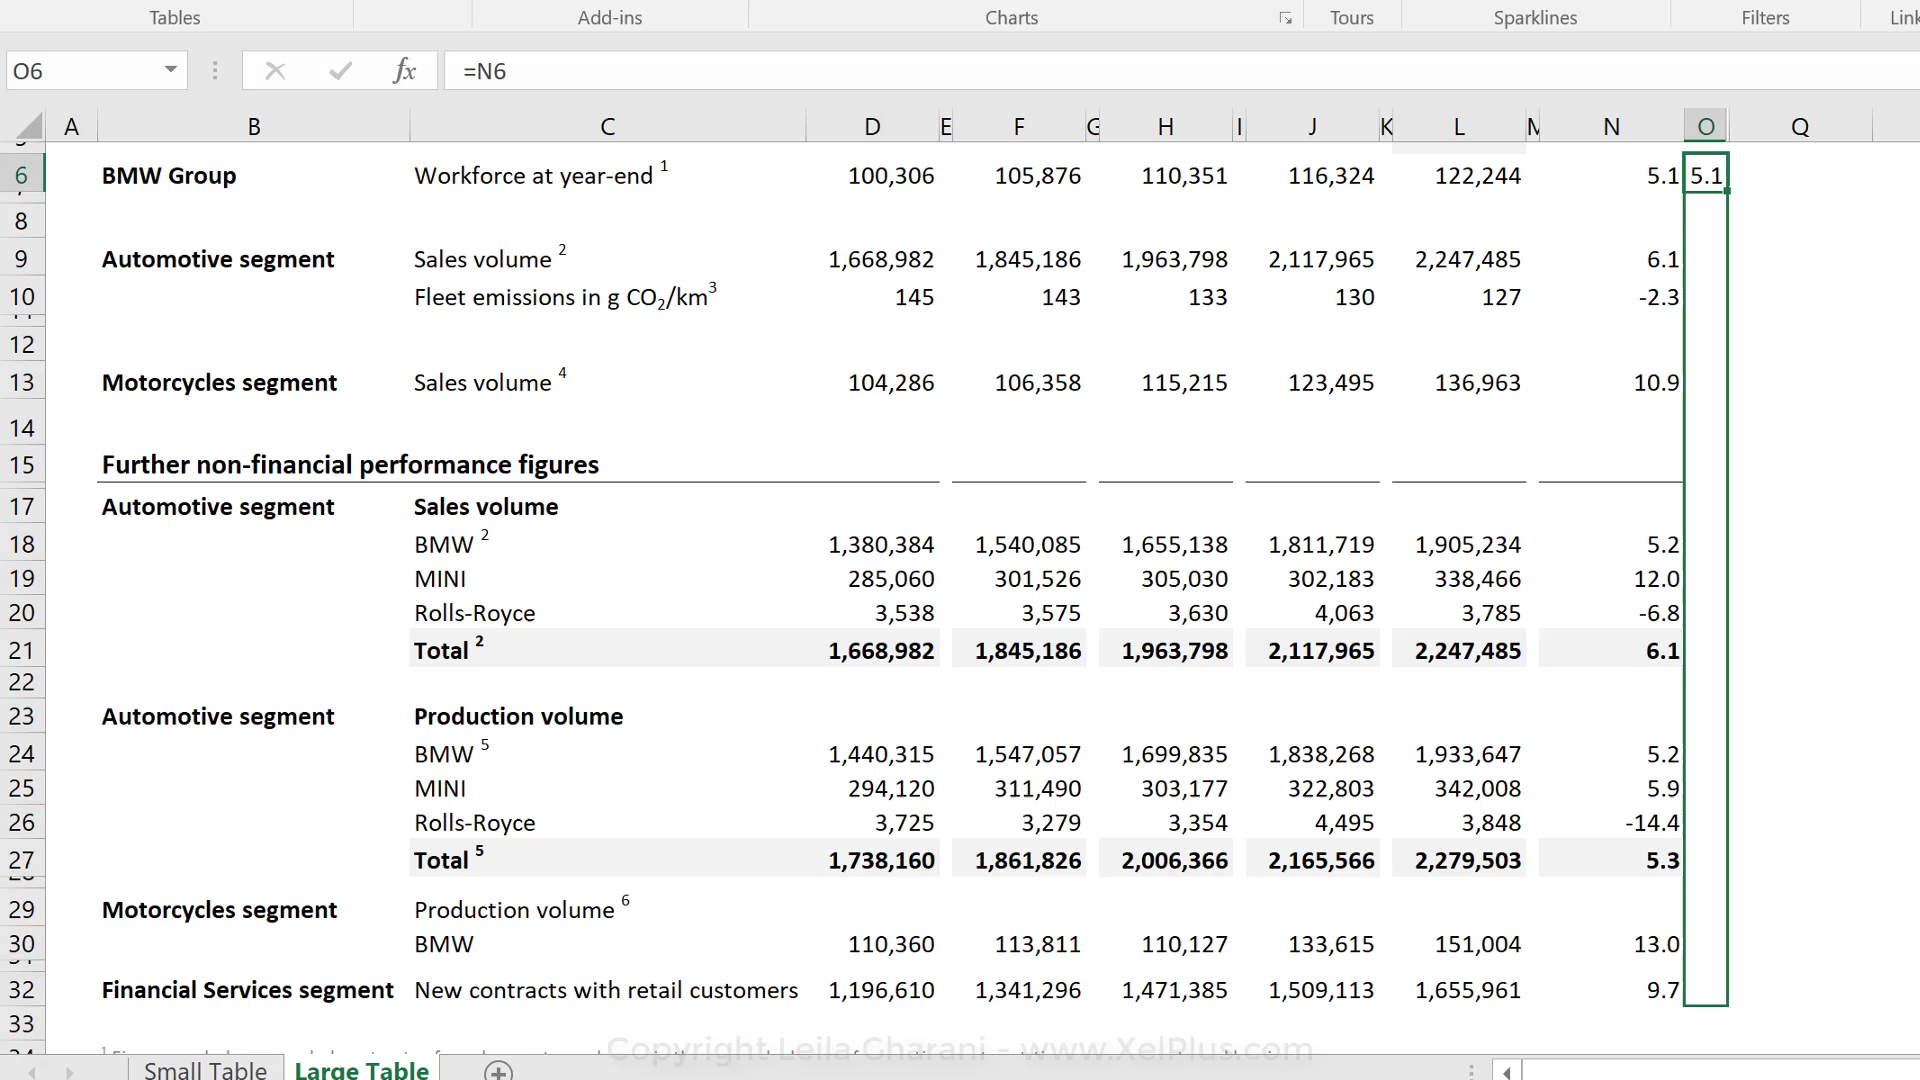 Tables Add-ins Charts Tours Sparklines Filters Link
O6 fx =N6
A B C D E F G H I J K L M N O Q
6 BMW Group Workforce at year-end 1 100,306 105,876 110,351 116,324 122,244 5.1 5.1
8
9 Automotive segment Sales volume 2 1,668,982 1,845,186 1,963,798 2,117,965 2,247,485 6.1
10 Fleet emissions in g CO2/km3 145 143 133 130 127 -2.3
12
13 Motorcycles segment Sales volume 4 104,286 106,358 115,215 123,495 136,963 10.9
14
15 Further non-financial performance figures
17 Automotive segment Sales volume
18 BMW 2 1,380,384 1,540,085 1,655,138 1,811,719 1,905,234 5.2
19 MINI 285,060 301,526 305,030 302,183 338,466 12.0
20 Rolls-Royce 3,538 3,575 3,630 4,063 3,785 -6.8
21 Total 2 1,668,982 1,845,186 1,963,798 2,117,965 2,247,485 6.1
22
23 Automotive segment Production volume
24 BMW 5 1,440,315 1,547,057 1,699,835 1,838,268 1,933,647 5.2
25 MINI 294,120 311,490 303,177 322,803 342,008 5.9
26 Rolls-Royce 3,725 3,279 3,354 4,495 3,848 -14.4
27 Total 5 1,738,160 1,861,826 2,006,366 2,165,566 2,279,503 5.3
29 Motorcycles segment Production volume 6
30 BMW 110,360 113,811 110,127 133,615 151,004 13.0
32 Financial Services segment New contracts with retail customers 1,196,610 1,341,296 1,471,385 1,509,113 1,655,961 9.7
33
Copyright Leila Gharani - www.XelPlus.com
Small Table Large Table